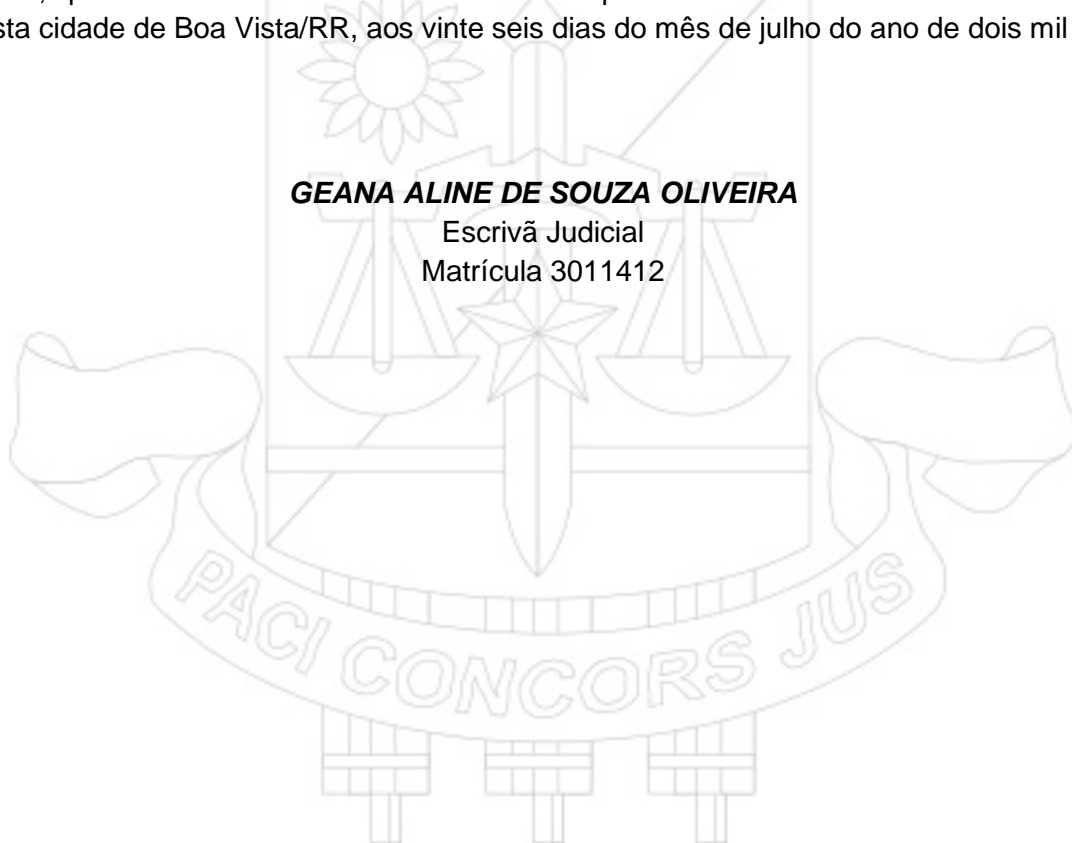 sta cidade de Boa Vista/RR, aos vinte seis dias do mês de julho do ano de dois mil
GEANA ALINE DE SOUZA OLIVEIRA
Escrivã Judicial
Matrícula 3011412
PACI CONCORS JUS